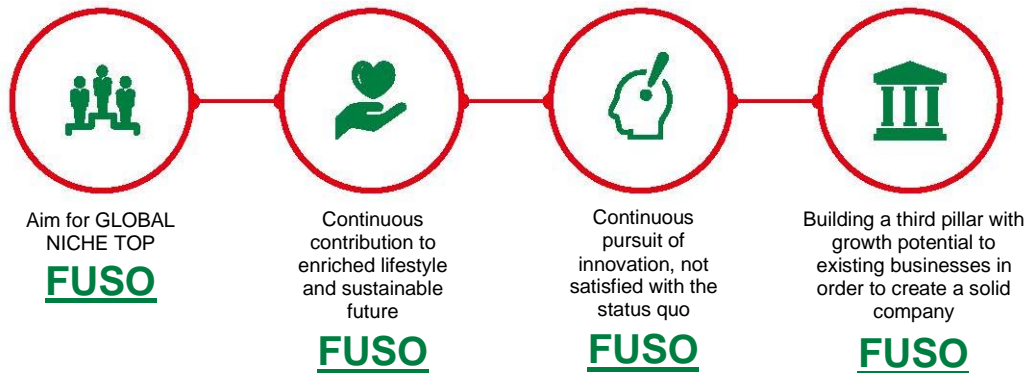 Aim for GLOBAL
NICHE TOP
FUSO
Continuous
contribution to
enriched lifestyle
and sustainable
future
FUSO
Continuous
pursuit of
innovation, not
satisfied with the
status quo
FUSO
Building a third pillar with
growth potential to
existing businesses in
order to create a solid
company
FUSO